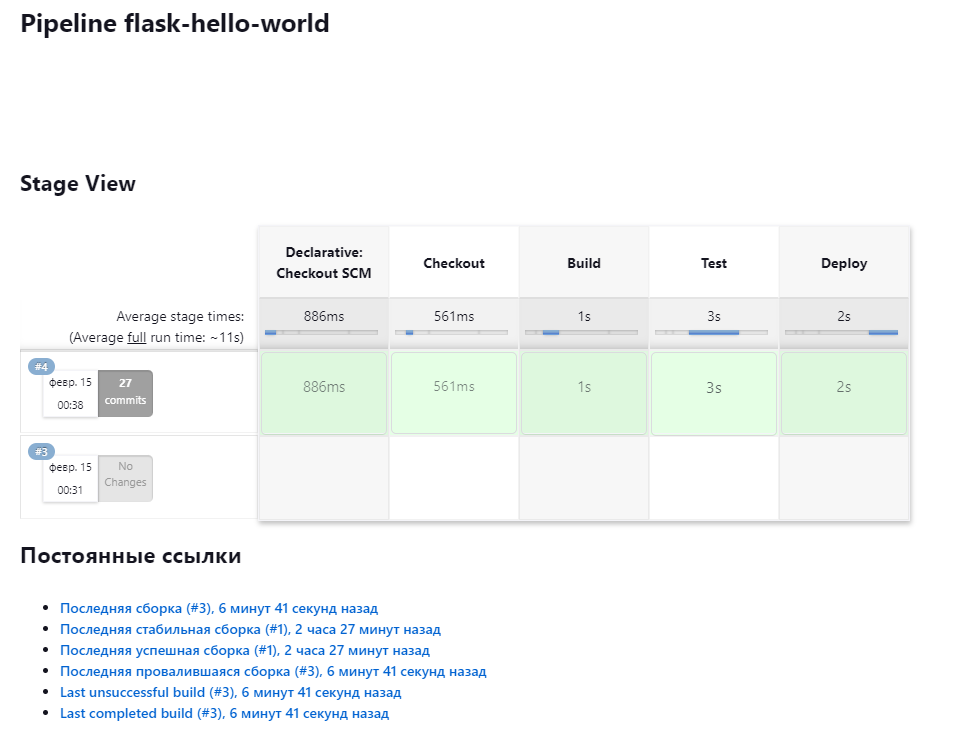 Pipeline flask-hello-world
Stage View
Declarative:
Checkout SCM
Checkout
Build
Test
Deploy
Average stage times:
(Average full run time: ~11s)
886ms
561ms
1s
3s
2s
#4
февр. 15
00:38
27
commits
886ms
561ms
1s
3s
2s
#3
февр. 15
00:31
No
Changes
Постоянные ссылки
Последняя сборка (#3), 6 минут 41 секунд назад
Последняя стабильная сборка (#1), 2 часа 27 минут назад
Последняя успешная сборка (#1), 2 часа 27 минут назад
Последняя провалившаяся сборка (#3), 6 минут 41 секунд назад
Last unsuccessful build (#3), 6 минут 41 секунд назад
Last completed build (#3), 6 минут 41 секунд назад